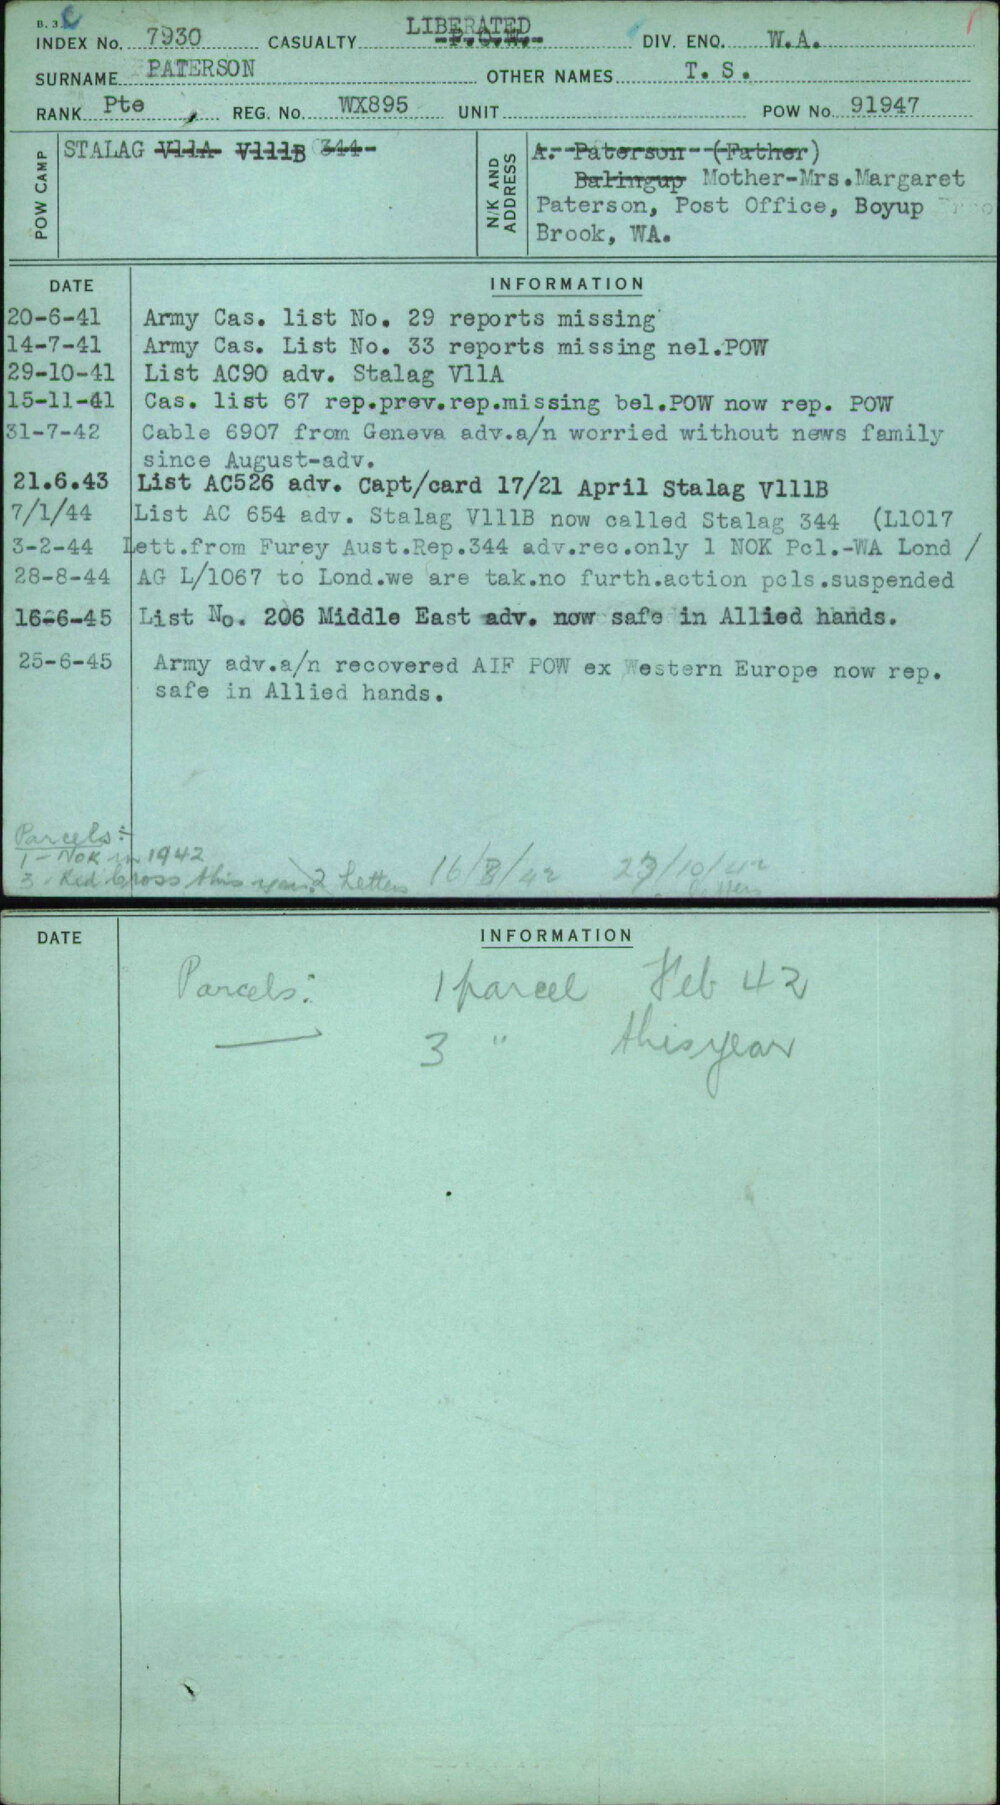 B. 3.
INDEX No. 7930 CASUALTY LIBERATED P.O.W. DIV. ENQ. W.A.
SURNAME PATERSON OTHER NAMES T. S.
RANK Pte REG. No. WX895 UNIT POW No. 91947
POW CAMP
STALAG V11A V111B 344
N/K AND ADDRESS
A. Paterson (Father)
Balingup Mother-Mrs.Margaret
Paterson, Post Office, Boyup
Brook, WA.
DATE INFORMATION
20-6-41 Army Cas. list No. 29 reports missing
14-7-41 Army Cas. List No. 33 reports missing nel.POW
29-10-41 List AC90 adv. Stalag V11A
15-11-41 Cas. list 67 rep.prev.rep.missing bel.POW now rep. POW
31-7-42 Cable 6907 from Geneva adv.a/n worried without news family
since August-adv.
21.6.43 List AC526 adv. Capt/card 17/21 April Stalag V111B
7/1/44 List AC 654 adv. Stalag V111B now called Stalag 344 (L1017
3-2-44 Lett.from Furey Aust.Rep.344 adv.rec.only 1 NOK Pcl.-WA Lond /
28-8-44 AG L/1067 to Lond.we are tak.no furth.action pcls.suspended
16-6-45 List No. 206 Middle East adv. now safe in Allied hands.
25-6-45 Army adv.a/n recovered AIF POW ex Western Europe now rep.
safe in Allied hands.
Parcels:-
1 - NOK in 1942
3 - Red Cross this year 2 Letters 16/8/42 23/10/42
letters
DATE INFORMATION
Parcels: 1 parcel Feb 42
3 " this year